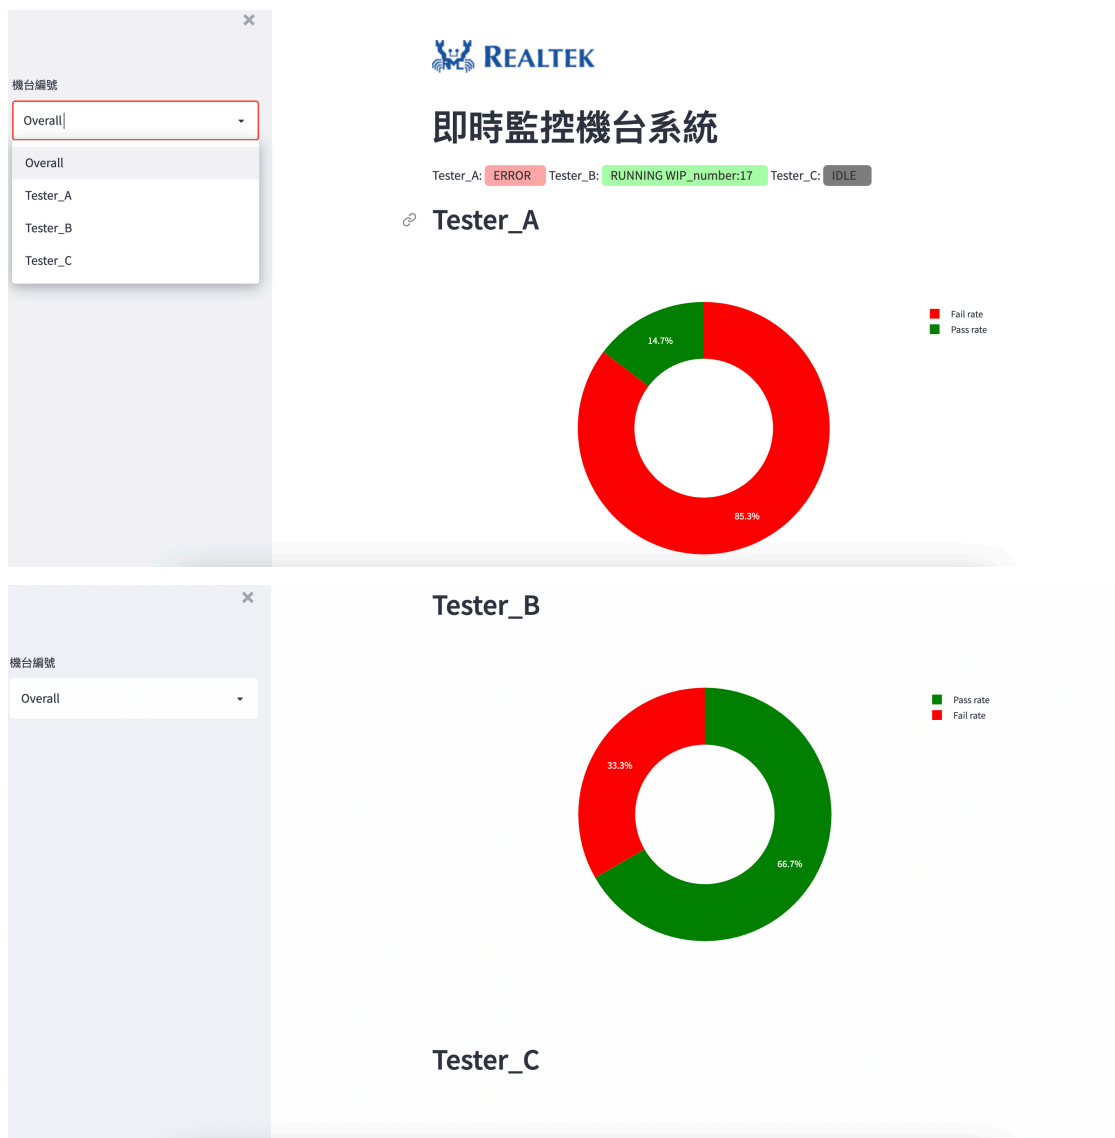 機台編號
Overall
Overall
Tester_A
Tester_B
Tester_C
REALTEK
即時監控機台系統
Tester_A: ERROR Tester_B: RUNNING WIP_number:17 Tester_C: IDLE
Tester_A
Fail rate
Pass rate
14.7%
85.3%
機台編號
Overall
Tester_B
Pass rate
Fail rate
33.3%
66.7%
Tester_C